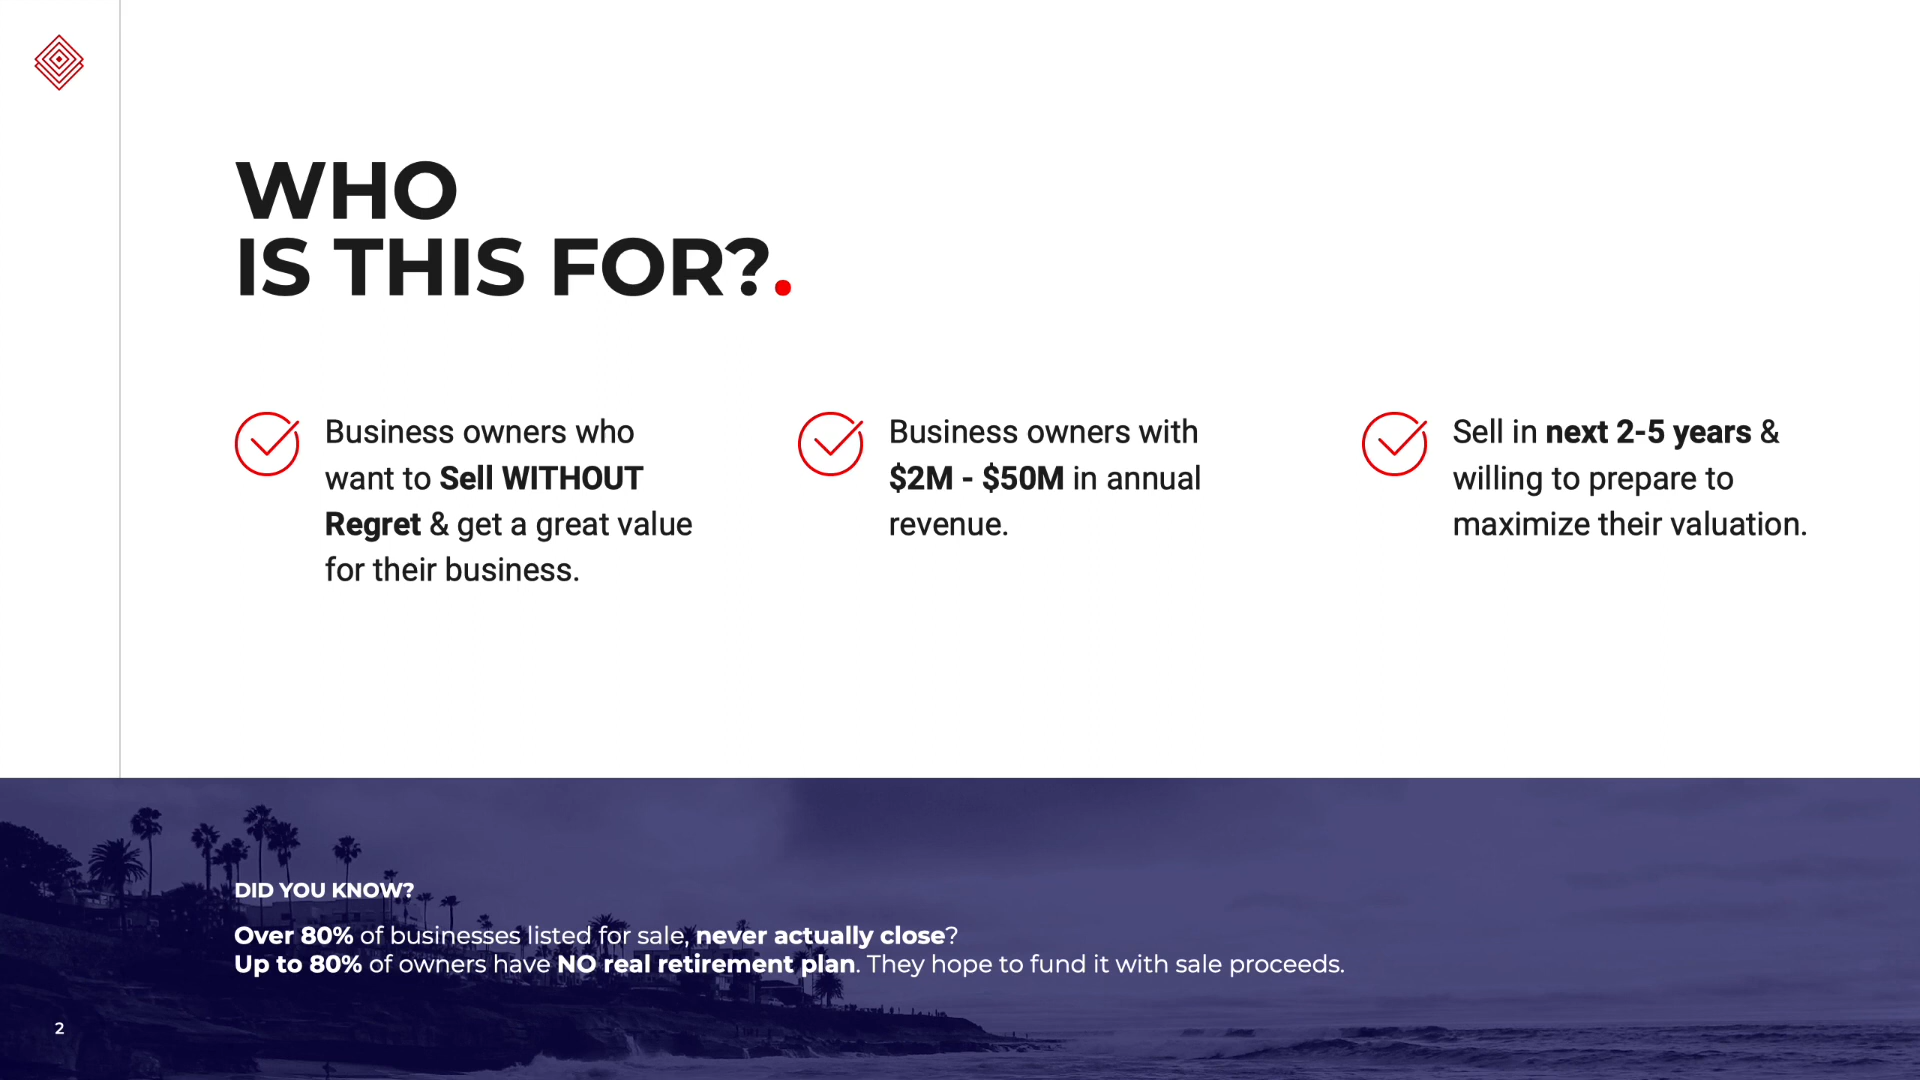 WHO
IS THIS FOR?.
Business owners who
want to Sell WITHOUT
Regret & get a great value
for their business.
Business owners with
$2M - $50M in annual
revenue.
Sell in next 2-5 years &
willing to prepare to
maximize their valuation.
DID YOU KNOW?
Over 80% of businesses listed for sale, never actually close?
Up to 80% of owners have NO real retirement plan. They hope to fund it with sale proceeds.
2